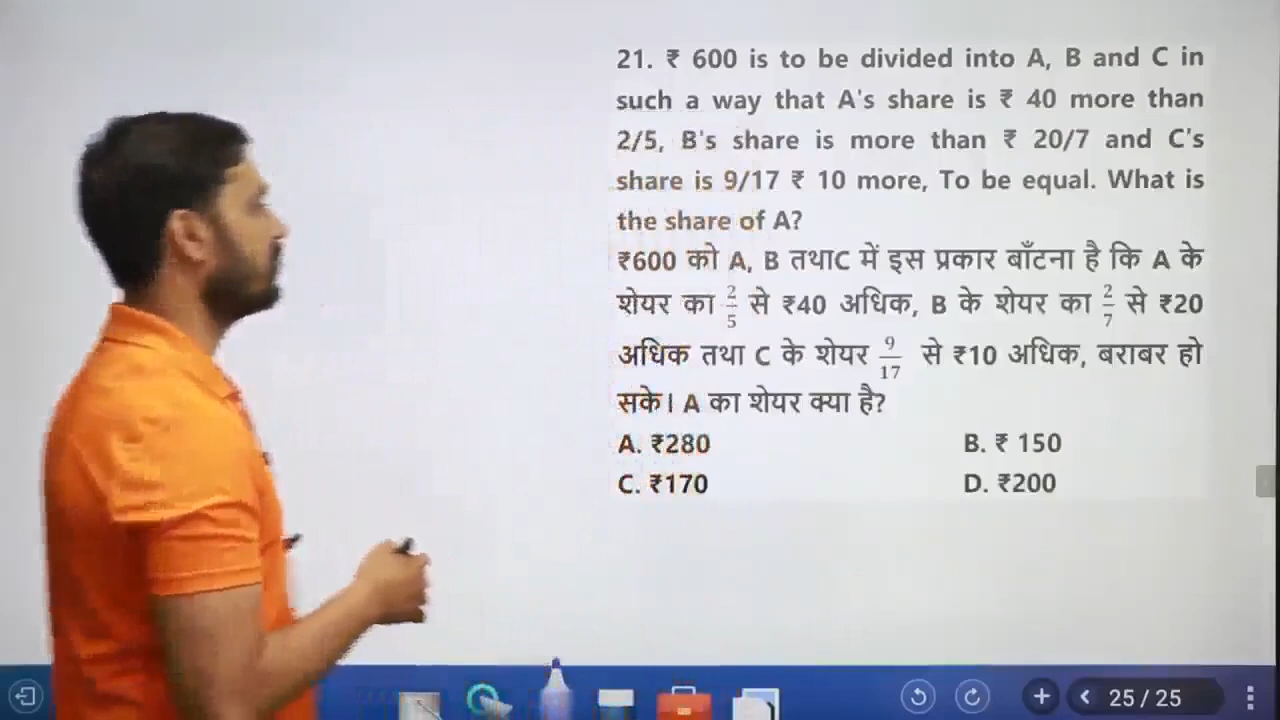 21. ₹ 600 is to be divided into A, B and C in
such a way that A's share is ₹ 40 more than
2/5, B's share is more than ₹ 20/7 and C's
share is 9/17 ₹ 10 more, To be equal. What is
the share of A?
₹600 को A, B तथाC में इस प्रकार बाँटना है कि A के
शेयर का 2/5 से ₹40 अधिक, B के शेयर का 2/7 से ₹20
अधिक तथा C के शेयर 9/17 से ₹10 अधिक, बराबर हो
सके। A का शेयर क्या है?
A. ₹280 B. ₹ 150
C. ₹170 D. ₹200
25 / 25